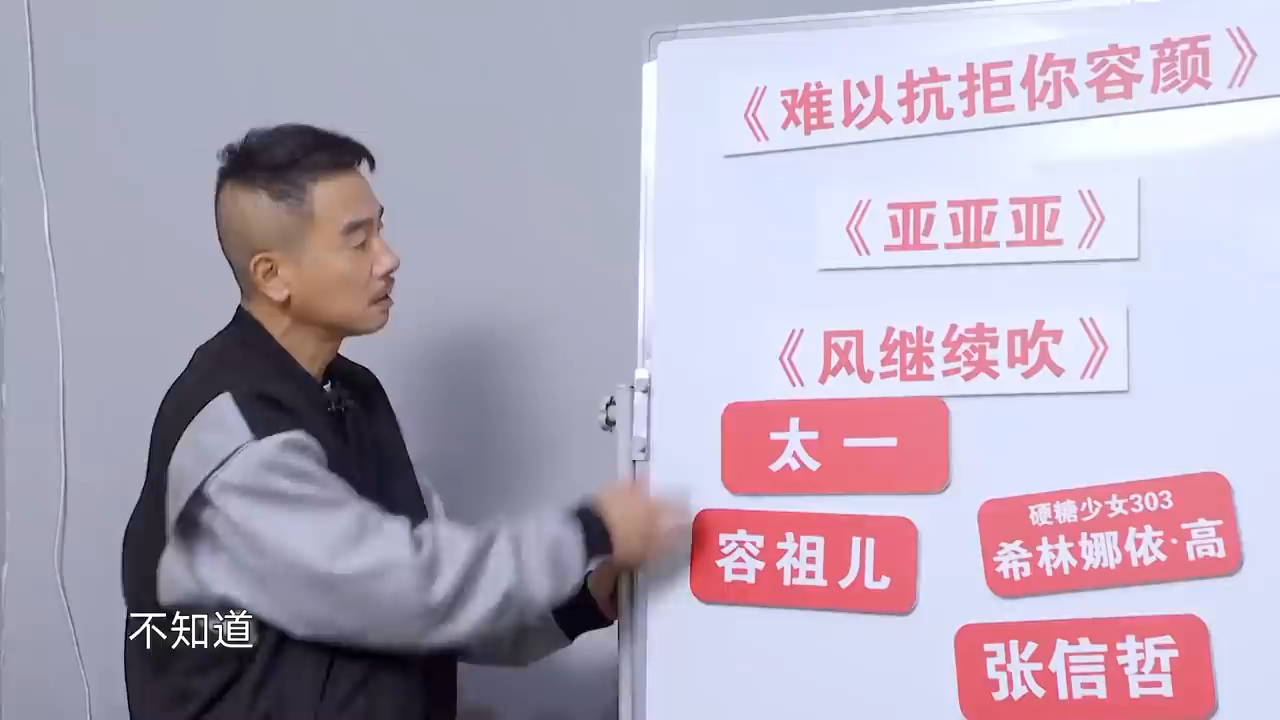 《难以抗拒你容颜》
《亚亚亚》
《风继续吹》
太一
容祖儿
硬糖少女303
希林娜依·高
张信哲
不知道